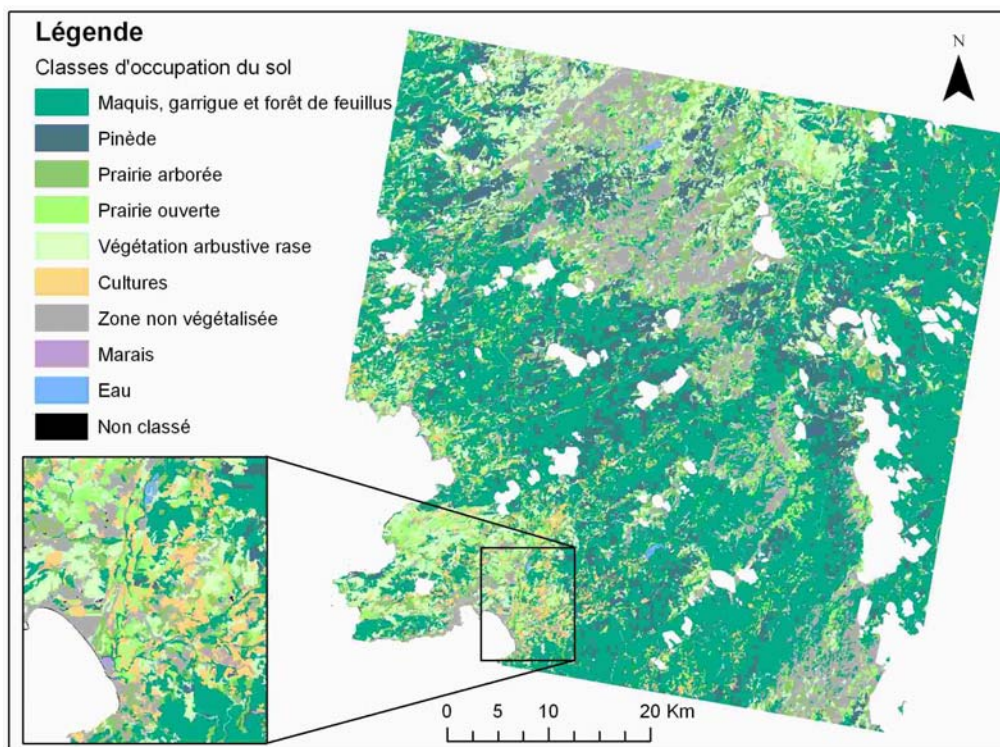 Légende
Classes d'occupation du sol
Maquis, garrigue et forêt de feuillus
Pinède
Prairie arborée
Prairie ouverte
Végétation arbustive rase
Cultures
Zone non végétalisée
Marais
Eau
Non classé
N
0 5 10 20 Km